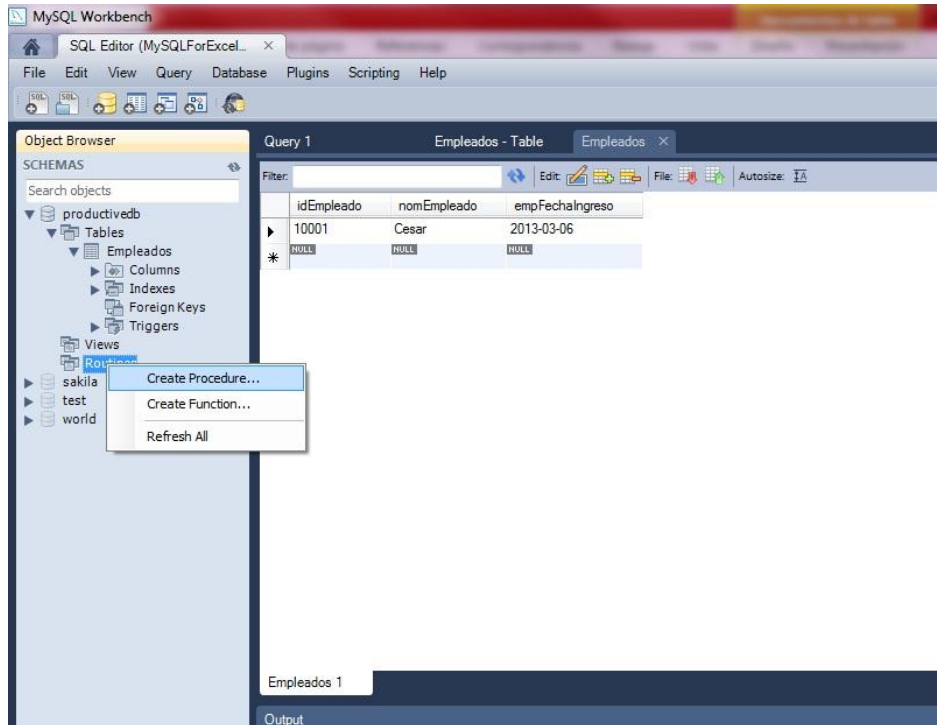 MySQL Workbench
SQL Editor (MySQLForExcel... ×
File Edit View Query Database Plugins Scripting Help
SQL SQL
Object Browser
SCHEMAS
Search objects
productivedb
Tables
Empleados
Columns
Indexes
Foreign Keys
Triggers
Views
Routines
sakila
test
world
Create Procedure...
Create Function...
Refresh All
Query 1 Empleados - Table Empleados ×
Filter: Edit: File: Autosize:
idEmpleado nomEmpleado empFechaIngreso
10001 Cesar 2013-03-06
NULL NULL NULL
Empleados 1
Output